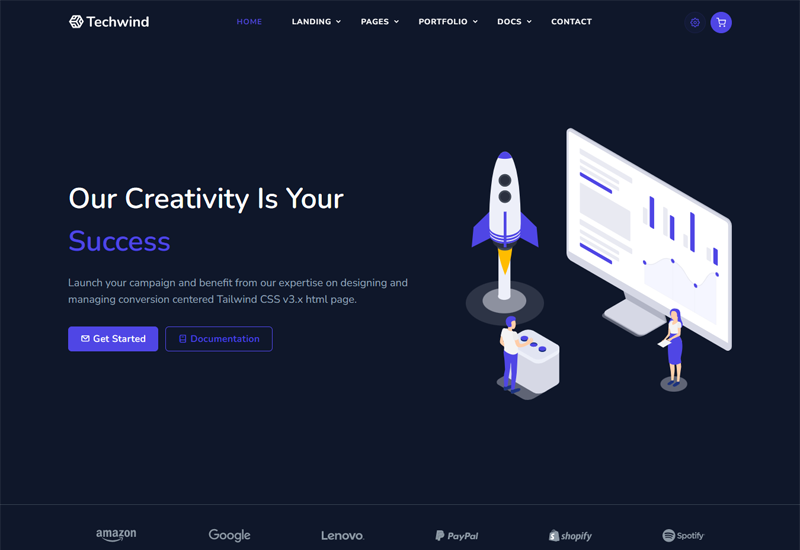 Techwind
HOME LANDING PAGES PORTFOLIO DOCS CONTACT
Our Creativity Is Your
Success
Launch your campaign and benefit from our expertise on designing and
managing conversion centered Tailwind CSS v3.x html page.
Get Started Documentation
amazon Google Lenovo. PayPal shopify Spotify